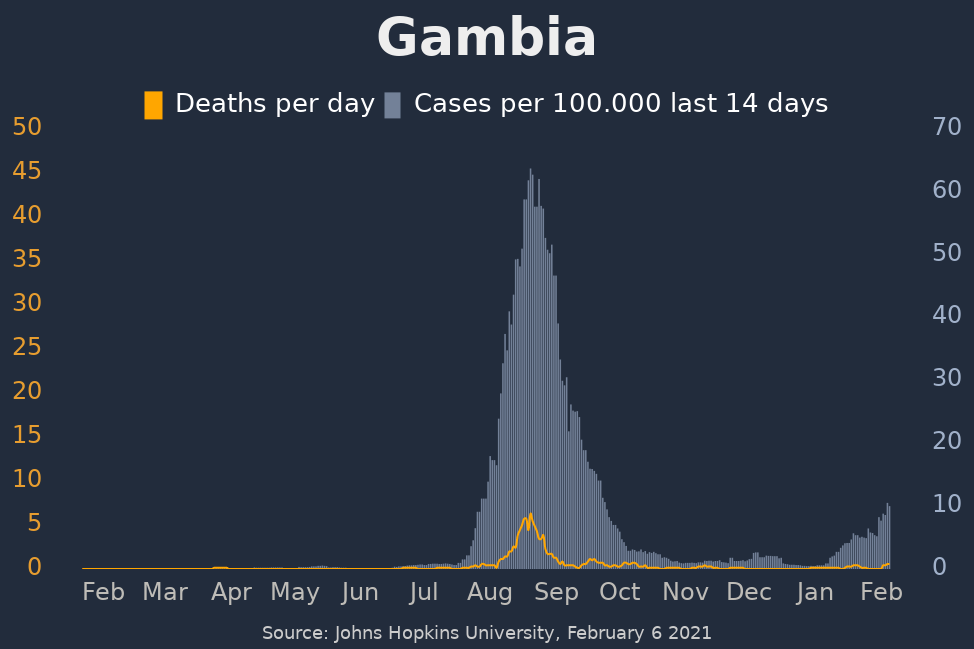 Gambia
Deaths per day Cases per 100.000 last 14 days
50 70
45
40 60
35 50
30
25 40
20 30
15 20
10
5 10
0 0
Feb Mar Apr May Jun Jul Aug Sep Oct Nov Dec Jan Feb
Source: Johns Hopkins University, February 6 2021